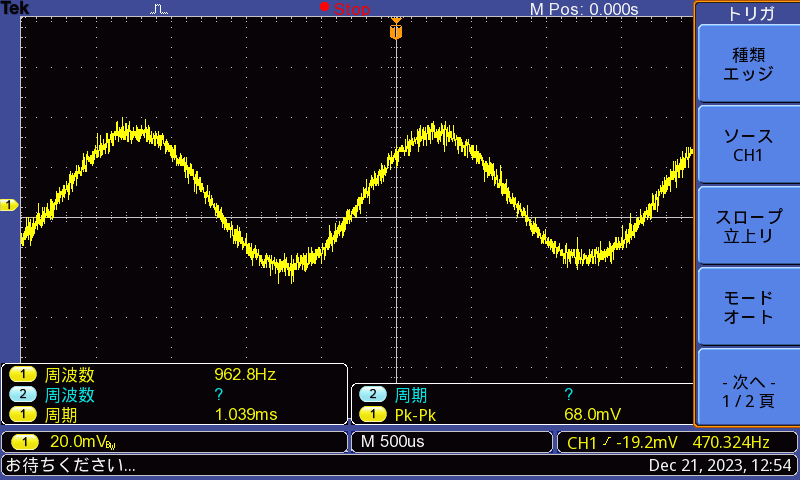 Tek
Stop
M Pos: 0.000s
トリガ
T
種類
エッジ
ソース
CH1
1
スロープ
立上り
モード
オート
- 次へ -
1 / 2 頁
1 周波数 962.8Hz
2 周波数 ?
1 周期 1.039ms
2 周期 ?
1 Pk-Pk 68.0mV
1 20.0mVBW
M 500us
CH1 -19.2mV 470.324Hz
お待ちください...
Dec 21, 2023, 12:54